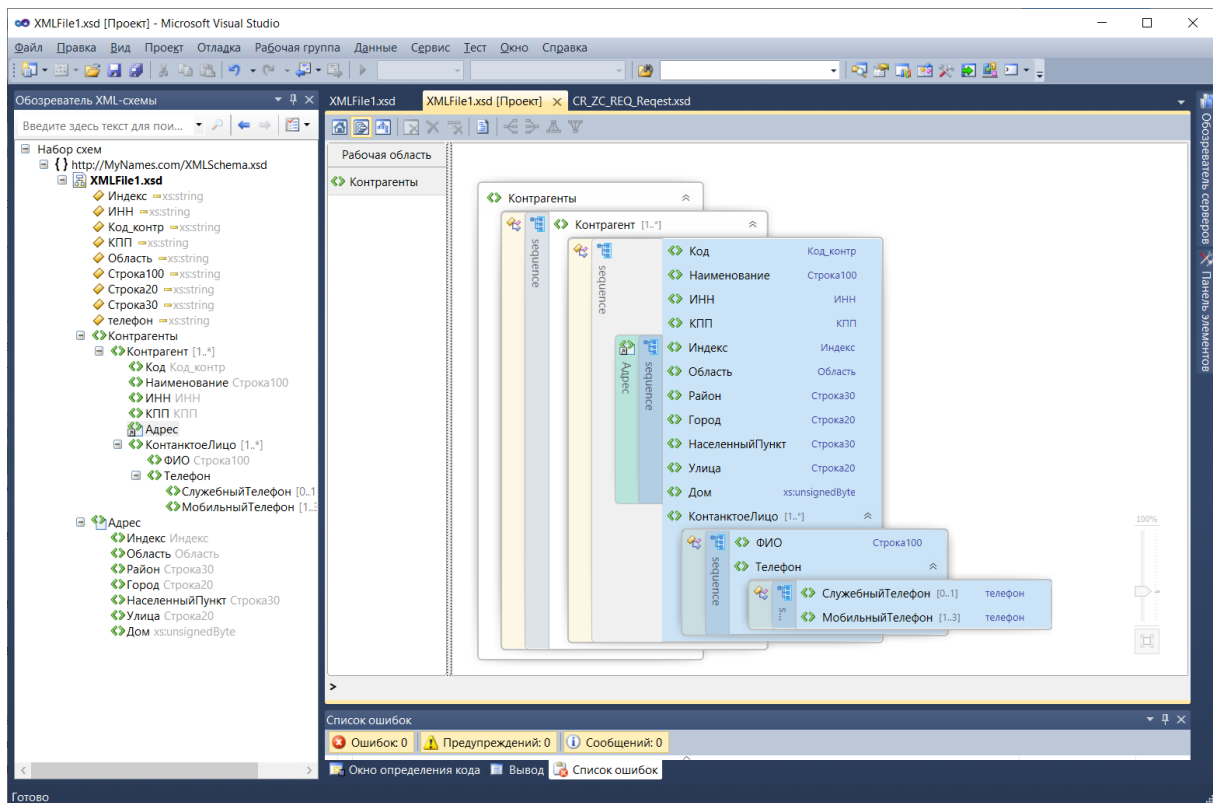 XMLFile1.xsd [Проект] - Microsoft Visual Studio
Файл Правка Вид Проект Отладка Рабочая группа Данные Сервис Тест Окно Справка
Обозреватель XML-схемы
Введите здесь текст для пои...
Набор схем
{ } http://MyNames.com/XMLSchema.xsd
XMLFile1.xsd
Индекс xs:string
ИНН xs:string
Код_контр xs:string
КПП xs:string
Область xs:string
Строка100 xs:string
Строка20 xs:string
Строка30 xs:string
телефон xs:string
Контрагенты
Контрагент [1..*]
Код Код_контр
Наименование Строка100
ИНН ИНН
КПП КПП
Адрес
КонтанктоеЛицо [1..*]
ФИО Строка100
Телефон
СлужебныйТелефон [0..1
МобильныйТелефон [1..3
Адрес
Индекс Индекс
Область Область
Район Строка30
Город Строка20
НаселенныйПункт Строка30
Улица Строка20
Дом xs:unsignedByte
XMLFile1.xsd XMLFile1.xsd [Проект] CR_ZC_REQ_Reqest.xsd
Рабочая область
Контрагенты
Контрагенты
sequence
Контрагент [1..*]
sequence
Код Код_контр
Наименование Строка100
ИНН ИНН
КПП КПП
Адрес
sequence
Индекс Индекс
Область Область
Район Строка30
Город Строка20
НаселенныйПункт Строка30
Улица Строка20
Дом xs:unsignedByte
КонтанктоеЛицо [1..*]
sequence
ФИО Строка100
Телефон
s...
СлужебныйТелефон [0..1] телефон
МобильныйТелефон [1..3] телефон
100%
>
Обозреватель серверов
Панель элементов
Список ошибок
Ошибок: 0 Предупреждений: 0 Сообщений: 0
Окно определения кода Вывод Список ошибок
Готово